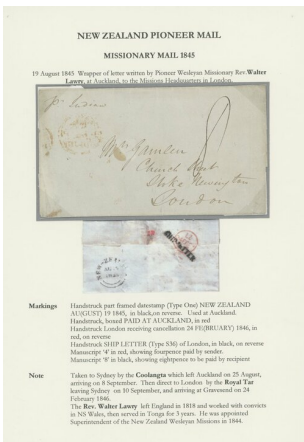 NEW ZEALAND PIONEER MAIL
MISSIONARY MAIL 1845
19 August 1845 Wrapper of letter written by Pioneer Wesleyan Missionary Rev.Walter
Lawry, at Auckland, to the Missions Headquarters in London.
8
Church
Stoke Newington
London
SHIP LETTER
Markings Handstruck part framed datestamp (Type One) NEW ZEALAND
AU(GUST) 19 1845, in black,on reverse. Used at Auckland.
Handstruck, boxed PAID AT AUCKLAND, in red
Handstruck London receiving cancellation 24 FE(BRUARY) 1846, in
red, on reverse
Handstruck SHIP LETTER (Type S36) of London, in black, on reverse
Manuscript '4' in red, showing fourpence paid by sender.
Manuscript '8' in black, showing eightpence to be paid by recipient
Note Taken to Sydney by the Coolangta which left Auckland on 25 August,
arriving on 8 September. Then direct to London by the Royal Tar
leaving Sydney on 10 September, and arriving at Gravesend on 24
February 1846.
The Rev. Walter Lawry left England in 1818 and worked with convicts
in NS Wales, then served in Tonga for 3 years. He was appointed
Superintendent of the New Zealand Wesleyan Missions in 1844.